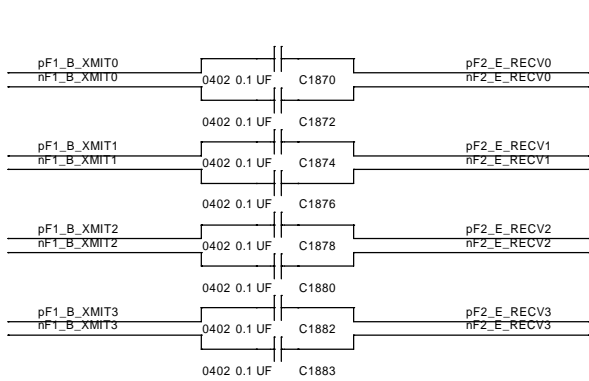 pF1_B_XMIT0 pF2_E_RECV0
nF1_B_XMIT0 0402 0.1 UF C1870 nF2_E_RECV0
0402 0.1 UF C1872
pF1_B_XMIT1 pF2_E_RECV1
nF1_B_XMIT1 0402 0.1 UF C1874 nF2_E_RECV1
0402 0.1 UF C1876
pF1_B_XMIT2 pF2_E_RECV2
nF1_B_XMIT2 0402 0.1 UF C1878 nF2_E_RECV2
0402 0.1 UF C1880
pF1_B_XMIT3 pF2_E_RECV3
nF1_B_XMIT3 0402 0.1 UF C1882 nF2_E_RECV3
0402 0.1 UF C1883